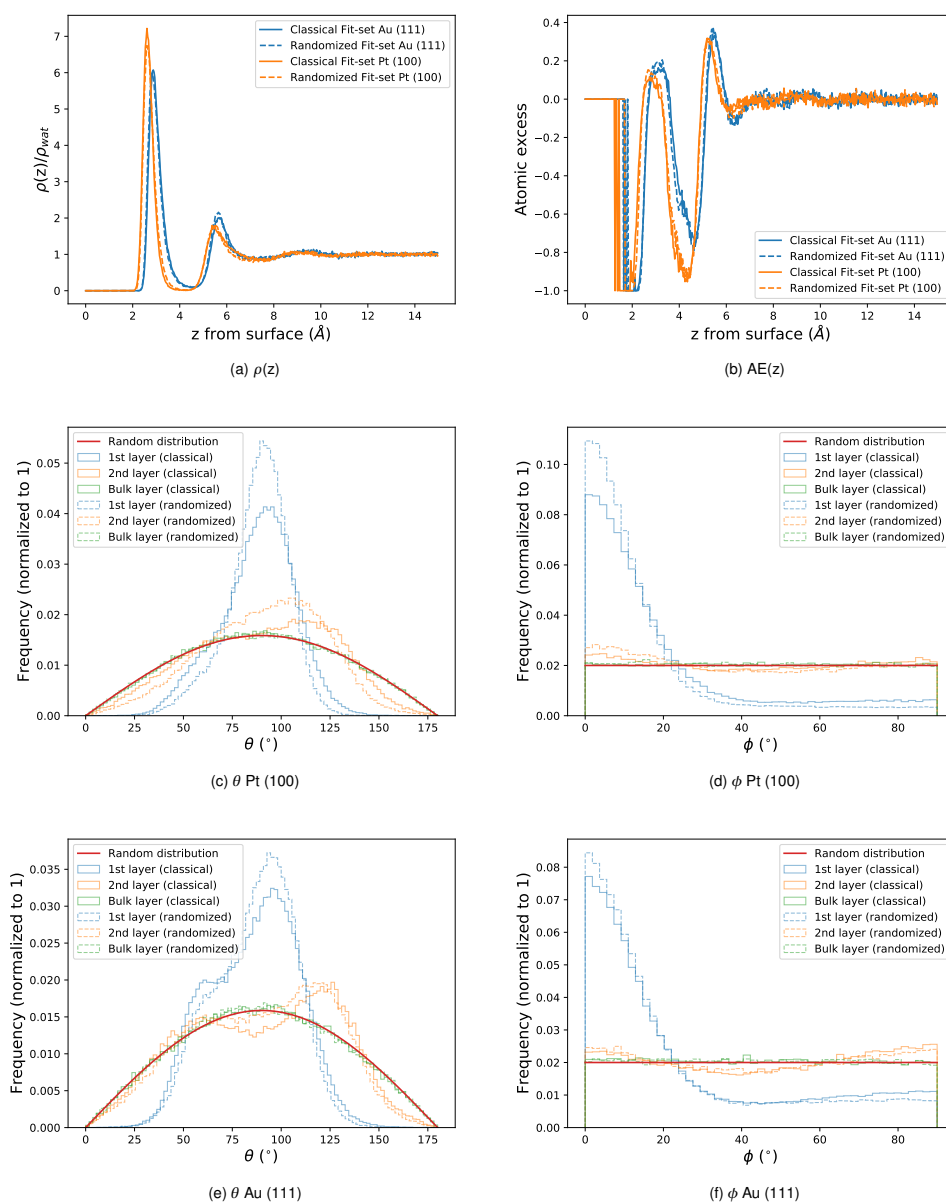 Classical Fit-set Au (111)
Randomized Fit-set Au (111)
Classical Fit-set Pt (100)
Randomized Fit-set Pt (100)
ρ(z)/ρwat
7
6
5
4
3
2
1
0
0 2 4 6 8 10 12 14
z from surface (Å)
(a) ρ(z)
Atomic excess
0.4
0.2
0.0
−0.2
−0.4
−0.6
−0.8
−1.0
Classical Fit-set Au (111)
Randomized Fit-set Au (111)
Classical Fit-set Pt (100)
Randomized Fit-set Pt (100)
0 2 4 6 8 10 12 14
z from surface (Å)
(b) AE(z)
Frequency (normalized to 1)
Random distribution
1st layer (classical)
2nd layer (classical)
Bulk layer (classical)
1st layer (randomized)
2nd layer (randomized)
Bulk layer (randomized)
0.05
0.04
0.03
0.02
0.01
0.00
0 25 50 75 100 125 150 175
θ (°)
(c) θ Pt (100)
Frequency (normalized to 1)
Random distribution
1st layer (classical)
2nd layer (classical)
Bulk layer (classical)
1st layer (randomized)
2nd layer (randomized)
Bulk layer (randomized)
0.10
0.08
0.06
0.04
0.02
0.00
0 20 40 60 80
ϕ (°)
(d) ϕ Pt (100)
Frequency (normalized to 1)
Random distribution
1st layer (classical)
2nd layer (classical)
Bulk layer (classical)
1st layer (randomized)
2nd layer (randomized)
Bulk layer (randomized)
0.035
0.030
0.025
0.020
0.015
0.010
0.005
0.000
0 25 50 75 100 125 150 175
θ (°)
(e) θ Au (111)
Frequency (normalized to 1)
Random distribution
1st layer (classical)
2nd layer (classical)
Bulk layer (classical)
1st layer (randomized)
2nd layer (randomized)
Bulk layer (randomized)
0.08
0.07
0.06
0.05
0.04
0.03
0.02
0.01
0.00
0 20 40 60 80
ϕ (°)
(f) ϕ Au (111)